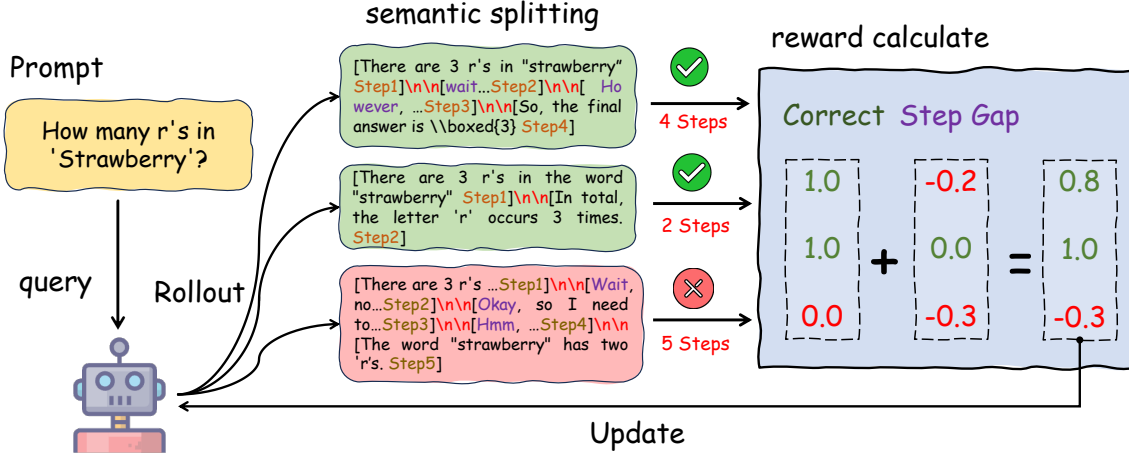 semantic splitting
reward calculate
Prompt
How many r's in
'Strawberry'?
query
Rollout
[There are 3 r's in "strawberry"
Step1]\n\n[wait...Step2]\n\n[ Ho
wever, ...Step3]\n\n[So, the final
answer is \\boxed{3} Step4]
4 Steps
[There are 3 r's in the word
"strawberry" Step1]\n\n[In total,
the letter 'r' occurs 3 times.
Step2]
2 Steps
[There are 3 r's ...Step1]\n\n[Wait,
no...Step2]\n\n[Okay, so I need
to...Step3]\n\n[Hmm, ...Step4]\n\n
[The word "strawberry" has two
'r's. Step5]
5 Steps
Correct Step Gap
1.0 -0.2 0.8
1.0 + 0.0 = 1.0
0.0 -0.3 -0.3
Update